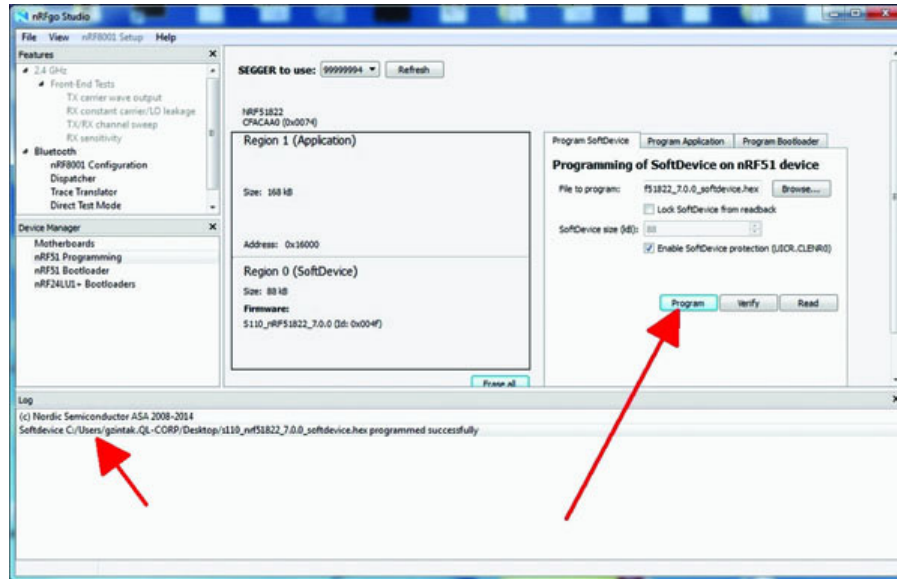 nRFgo Studio
File View nRF8001 Setup Help
Features
2.4 GHz
Front-End Tests
TX carrier wave output
RX constant carrier/LO leakage
TX/RX channel sweep
RX sensitivity
Bluetooth
nRF8001 Configuration
Dispatcher
Trace Translator
Direct Test Mode
Device Manager
Motherboards
nRF51 Programming
nRF51 Bootloader
nRF24LU1+ Bootloaders
SEGGER to use: 99999994 Refresh
NRF51822
CFACAA0 (0x0074)
Region 1 (Application)
Size: 168 kB
Address: 0x16000
Region 0 (SoftDevice)
Size: 88 kB
Firmware:
S110_nRF51822_7.0.0 (Id: 0x004f)
Erase all
Program SoftDevice Program Application Program Bootloader
Programming of SoftDevice on nRF51 device
File to program: f51822_7.0.0_softdevice.hex Browse...
Lock SoftDevice from readback
SoftDevice size (kB): 88
Enable SoftDevice protection (UICR.CLENR0)
Program Verify Read
Log
(c) Nordic Semiconductor ASA 2008-2014
Softdevice C:/Users/gzintak.QL-CORP/Desktop/s110_nrf51822_7.0.0_softdevice.hex programmed successfully